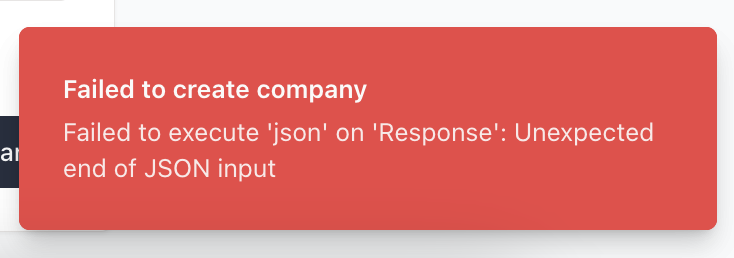 Failed to create company
Failed to execute 'json' on 'Response': Unexpected
end of JSON input